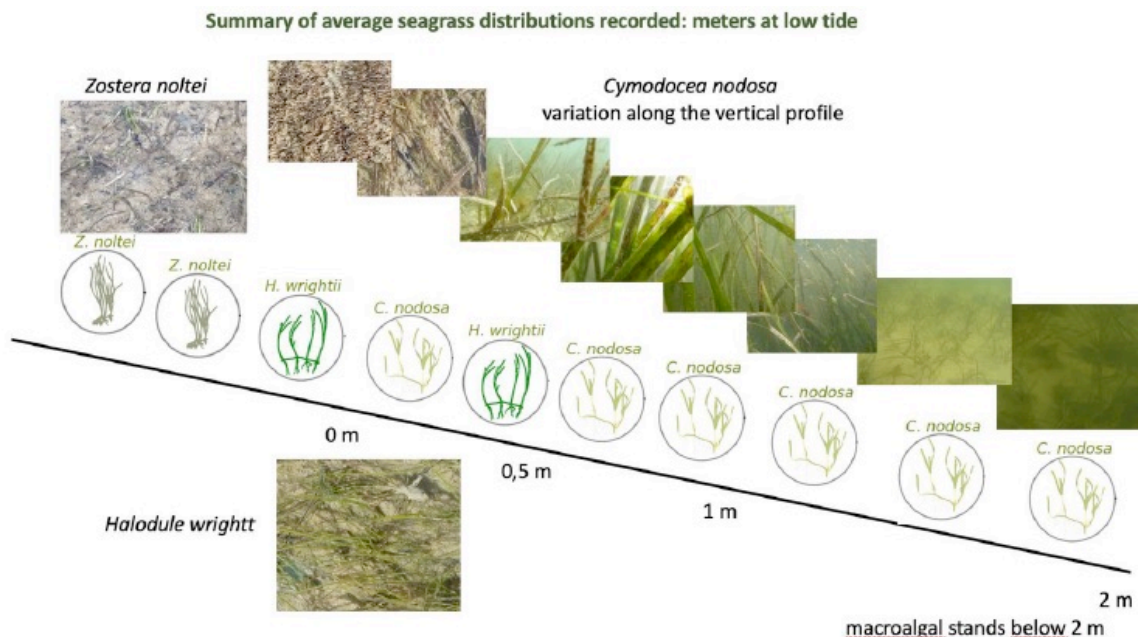 Summary of average seagrass distributions recorded: meters at low tide
Zostera noltei
Cymodocea nodosa
variation along the vertical profile
Z. noltei
Z. noltei
H. wrightii
C. nodosa
H. wrightii
C. nodosa
C. nodosa
C. nodosa
C. nodosa
C. nodosa
0 m
0,5 m
1 m
2 m
Halodule wrightt
macroalgal stands below 2 m